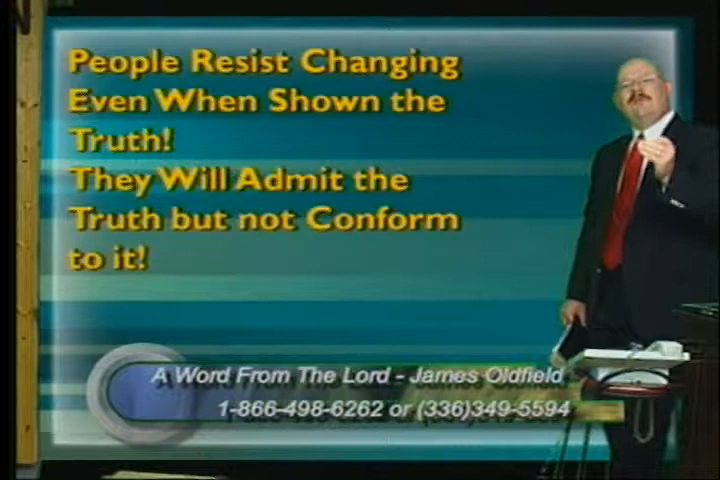 People Resist Changing
Even When Shown the
Truth!
They Will Admit the
Truth but not Conform
to it!
A Word From The Lord - James Oldfield
1-866-498-6262 or (336)349-5594